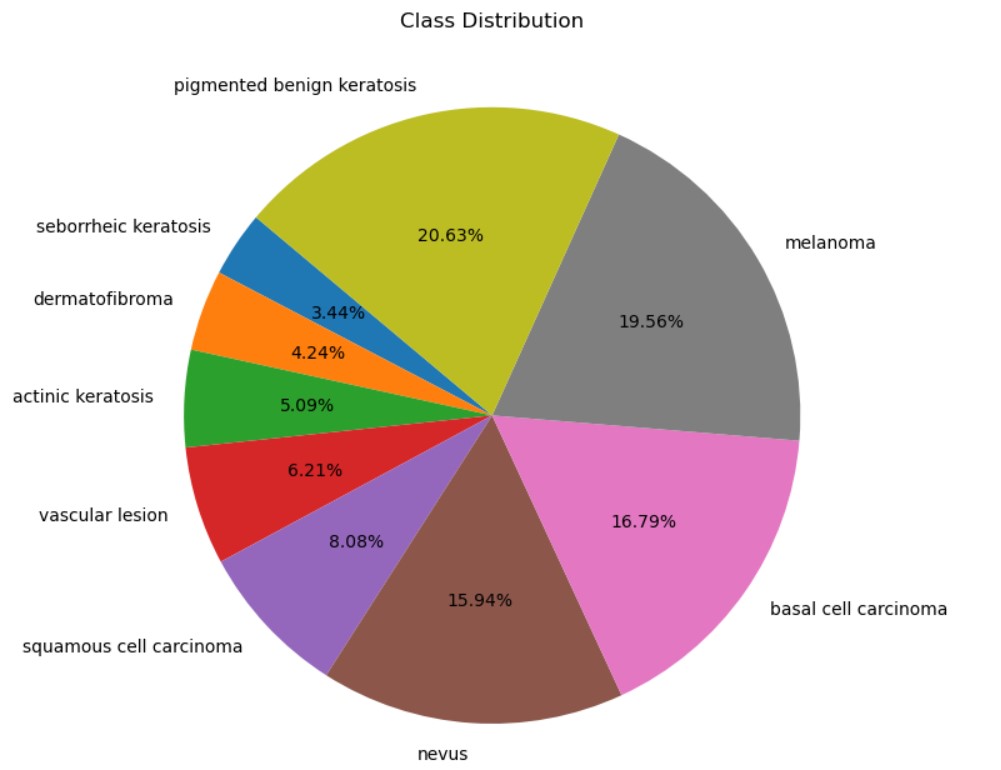 Class Distribution
pigmented benign keratosis
20.63%
seborrheic keratosis
3.44%
dermatofibroma
4.24%
actinic keratosis
5.09%
vascular lesion
6.21%
squamous cell carcinoma
8.08%
nevus
15.94%
basal cell carcinoma
16.79%
melanoma
19.56%